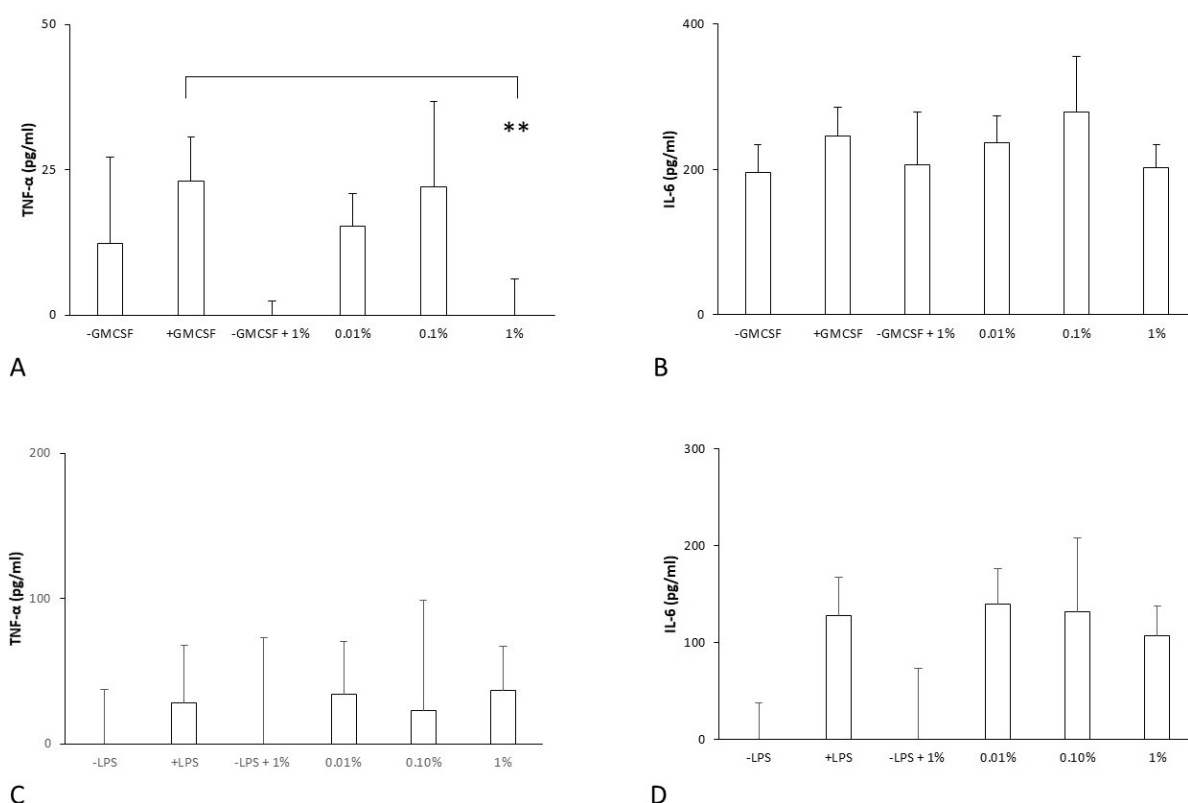 50
25
0
TNF-α (pg/ml)
**
-GMCSF +GMCSF -GMCSF + 1% 0.01% 0.1% 1%
A
400
200
0
IL-6 (pg/ml)
-GMCSF +GMCSF -GMCSF + 1% 0.01% 0.1% 1%
B
200
100
0
TNF-α (pg/ml)
-LPS +LPS -LPS + 1% 0.01% 0.10% 1%
C
300
200
100
0
IL-6 (pg/ml)
-LPS +LPS -LPS + 1% 0.01% 0.10% 1%
D